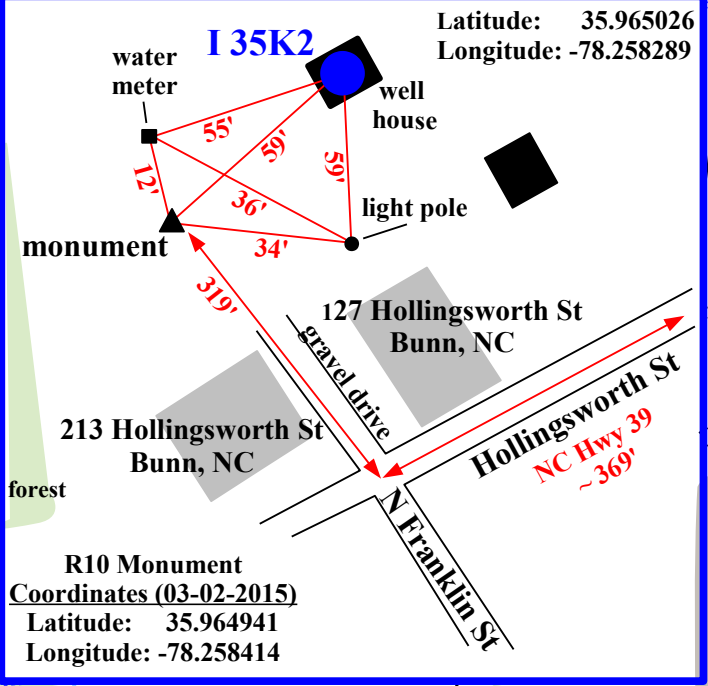 I 35K2
Latitude: 35.965026
Longitude: -78.258289
water
meter
well
house
55'
59'
59'
12'
36'
light pole
34'
monument
319'
127 Hollingsworth St
Bunn, NC
gravel drive
213 Hollingsworth St
Bunn, NC
Hollingsworth St
NC Hwy 39
~ 369'
forest
N Franklin St
R10 Monument
Coordinates (03-02-2015)
Latitude: 35.964941
Longitude: -78.258414